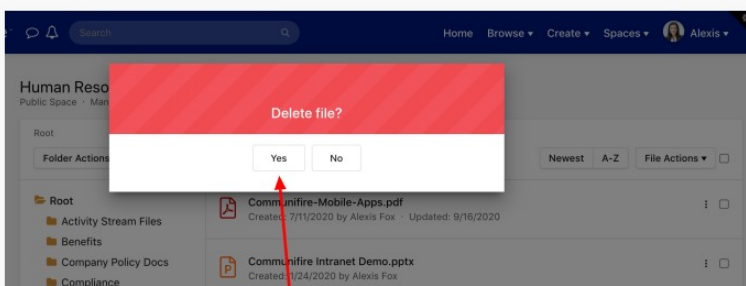 Search
Home Browse Create Spaces Alexis
Human Reso
Public Space · Man
Delete file?
Root
Folder Actions
Yes No
Newest A-Z File Actions
Root
Activity Stream Files
Benefits
Company Policy Docs
Compliance
Communifire-Mobile-Apps.pdf
Created: 7/11/2020 by Alexis Fox · Updated: 9/16/2020
Communifire Intranet Demo.pptx
Created: 1/24/2020 by Alexis Fox